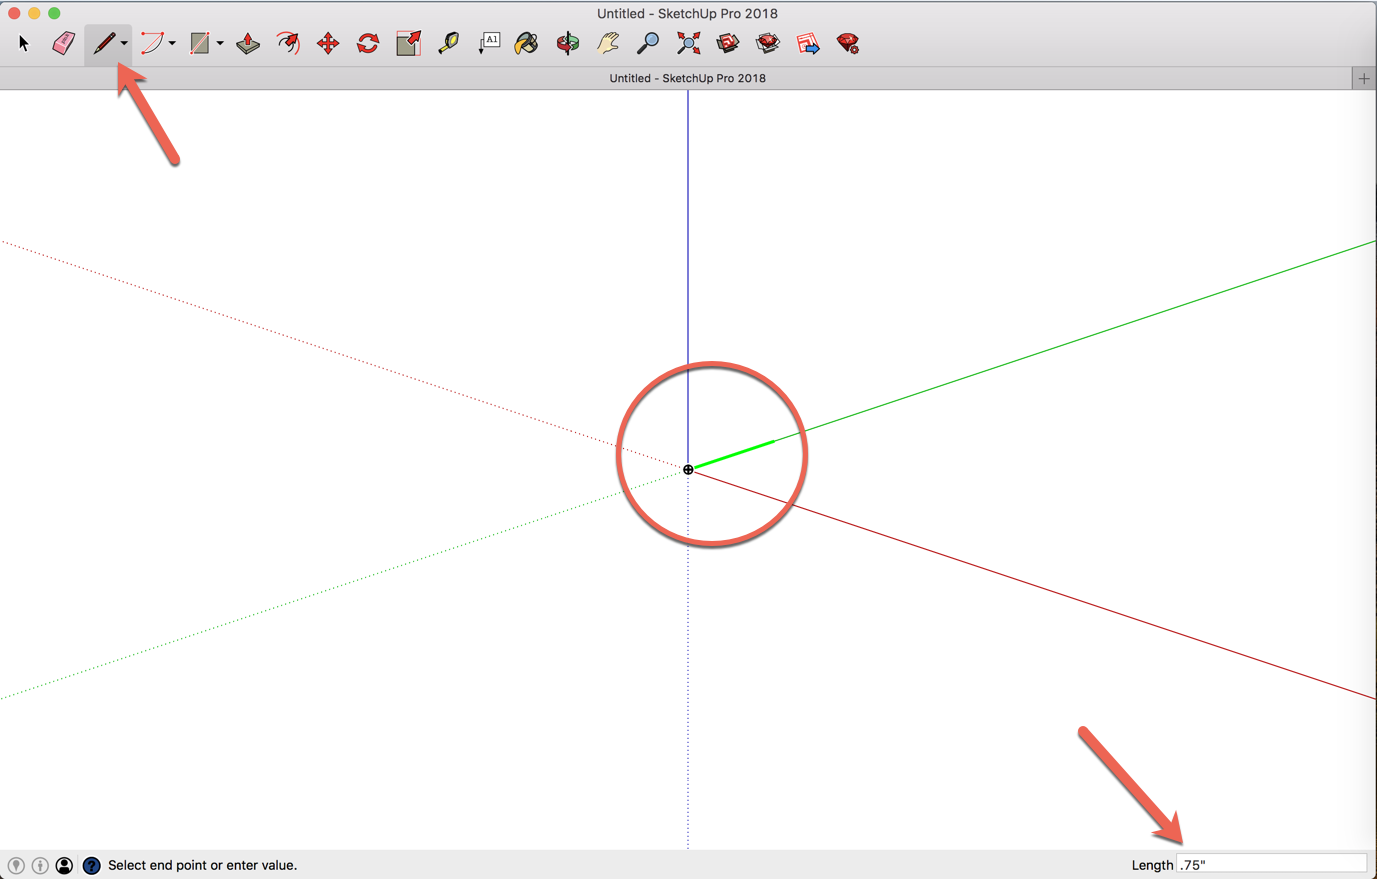 Untitled - SketchUp Pro 2018
A1
Untitled - SketchUp Pro 2018
Select end point or enter value.
Length .75"